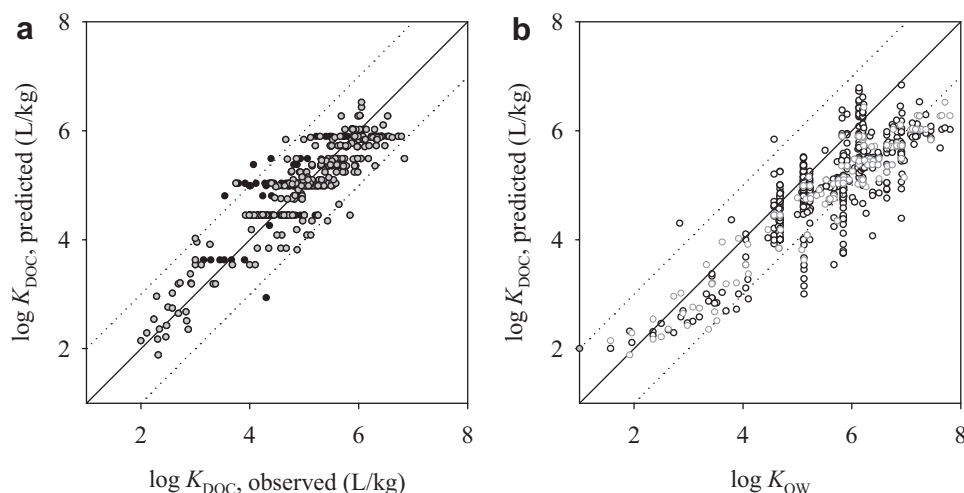 a
8
6
4
2
log K_DOC, predicted (L/kg)
2 4 6 8
log K_DOC, observed (L/kg)
b
8
6
4
2
log K_DOC, predicted (L/kg)
2 4 6 8
log K_OW